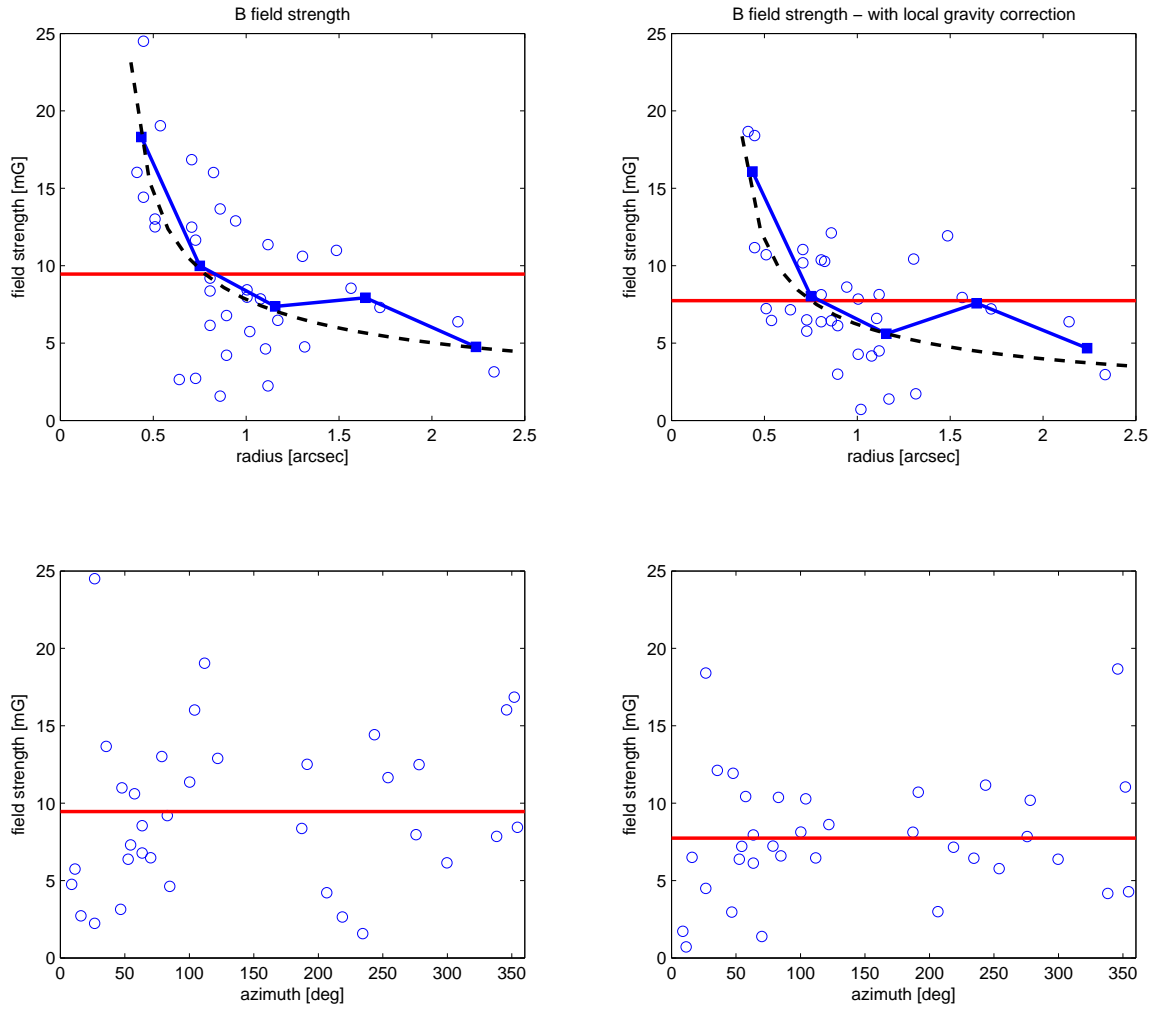 B field strength
25
20
15
10
5
0
field strength [mG]
0 0.5 1 1.5 2 2.5
radius [arcsec]
B field strength − with local gravity correction
25
20
15
10
5
0
field strength [mG]
0 0.5 1 1.5 2 2.5
radius [arcsec]
25
20
15
10
5
0
field strength [mG]
0 50 100 150 200 250 300 350
azimuth [deg]
25
20
15
10
5
0
field strength [mG]
0 50 100 150 200 250 300 350
azimuth [deg]